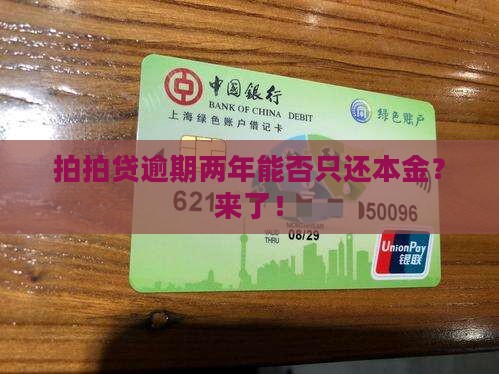 中国银行
BANK OF CHINA DEBIT
上海绿色账户借记卡
绿色账户
拍拍贷逾期两年能否只还本金？
来了！
621
050096
VALID
THRU 08/29
UnionPay
银联